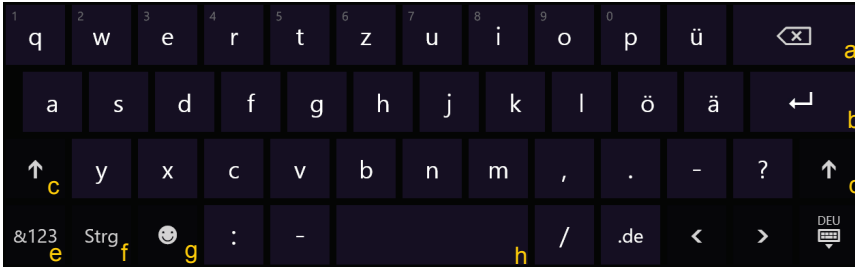 1 2 3 4 5 6 7 8 9 0
q w e r t z u i o p ü a
a s d f g h j k l ö ä b
c y x c v b n m , . - ? c
&123 e Strg f g : - h / .de < > DEU